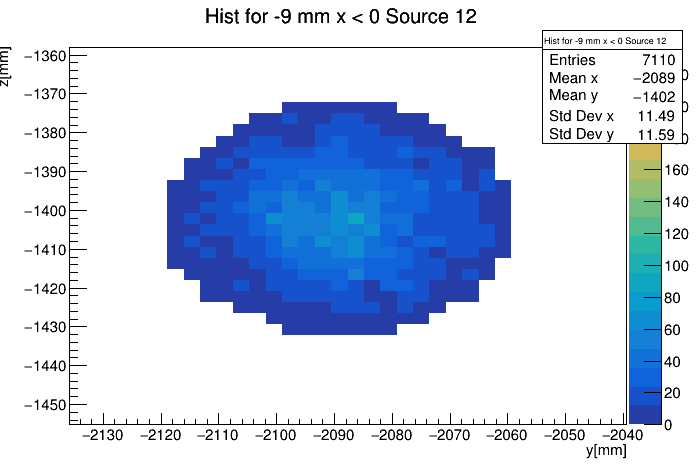 Hist for -9 mm x < 0 Source 12
z[mm]
−1360
−1370
−1380
−1390
−1400
−1410
−1420
−1430
−1440
−1450
Hist for -9 mm x < 0 Source 12
Entries 7110
Mean x −2089
Mean y −1402
Std Dev x 11.49
Std Dev y 11.59
0
0
0
160
140
120
100
80
60
40
20
0
−2130 −2120 −2110 −2100 −2090 −2080 −2070 −2060 −2050 −2040
y[mm]